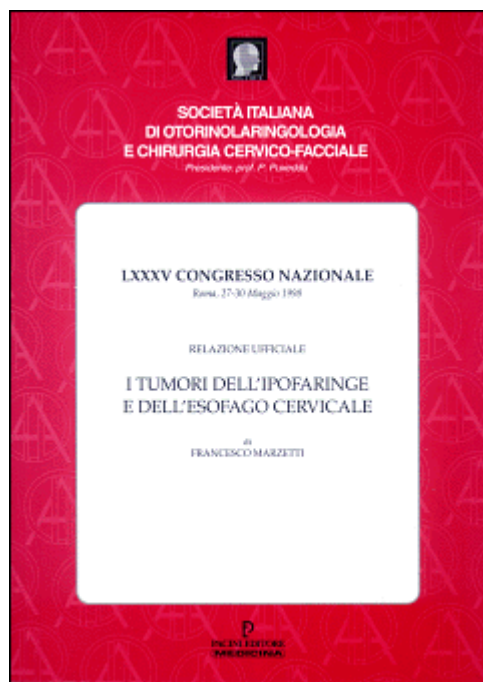 SOCIETÀ ITALIANA
DI OTORINOLARINGOLOGIA
E CHIRURGIA CERVICO-FACCIALE
Presidente: prof. P. Puxeddu
LXXXV CONGRESSO NAZIONALE
Roma, 27-30 Maggio 1998
RELAZIONE UFFICIALE
I TUMORI DELL'IPOFARINGE
E DELL'ESOFAGO CERVICALE
di
FRANCESCO MARZETTI
PACINI EDITORE
MEDICINA